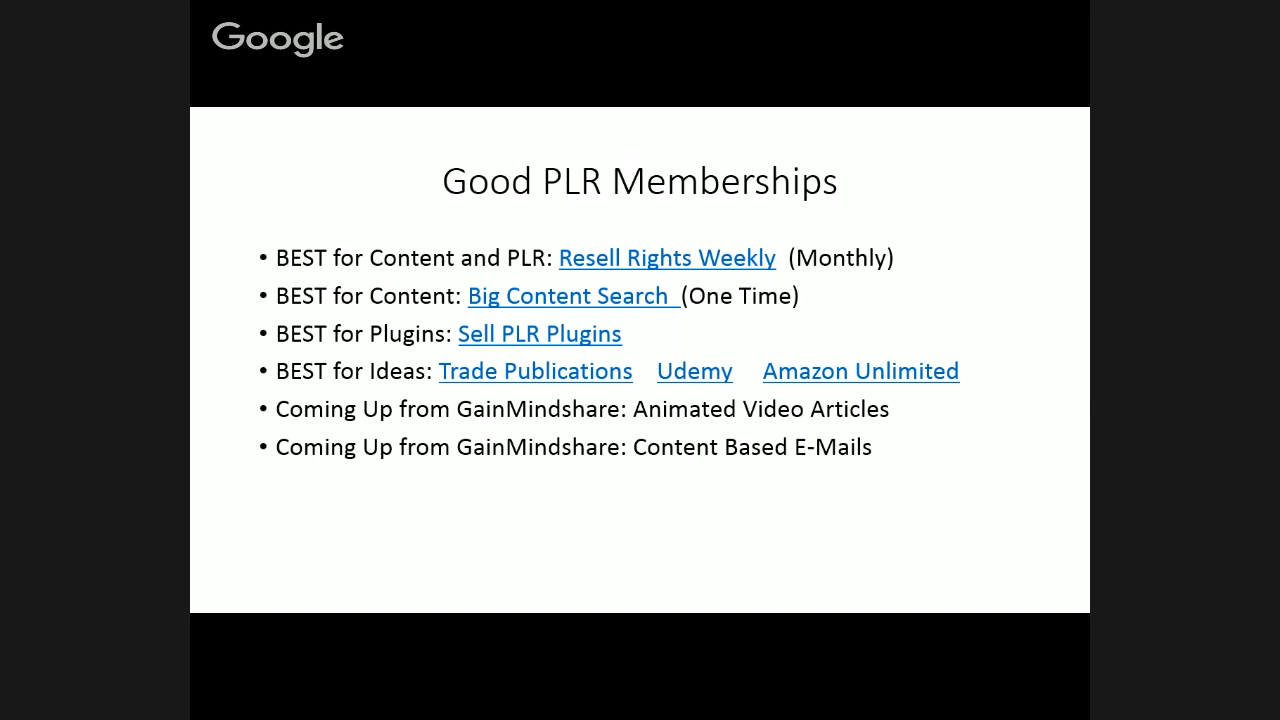 Google
Good PLR Memberships
• BEST for Content and PLR: Resell Rights Weekly (Monthly)
• BEST for Content: Big Content Search (One Time)
• BEST for Plugins: Sell PLR Plugins
• BEST for Ideas: Trade Publications Udemy Amazon Unlimited
• Coming Up from GainMindshare: Animated Video Articles
• Coming Up from GainMindshare: Content Based E-Mails